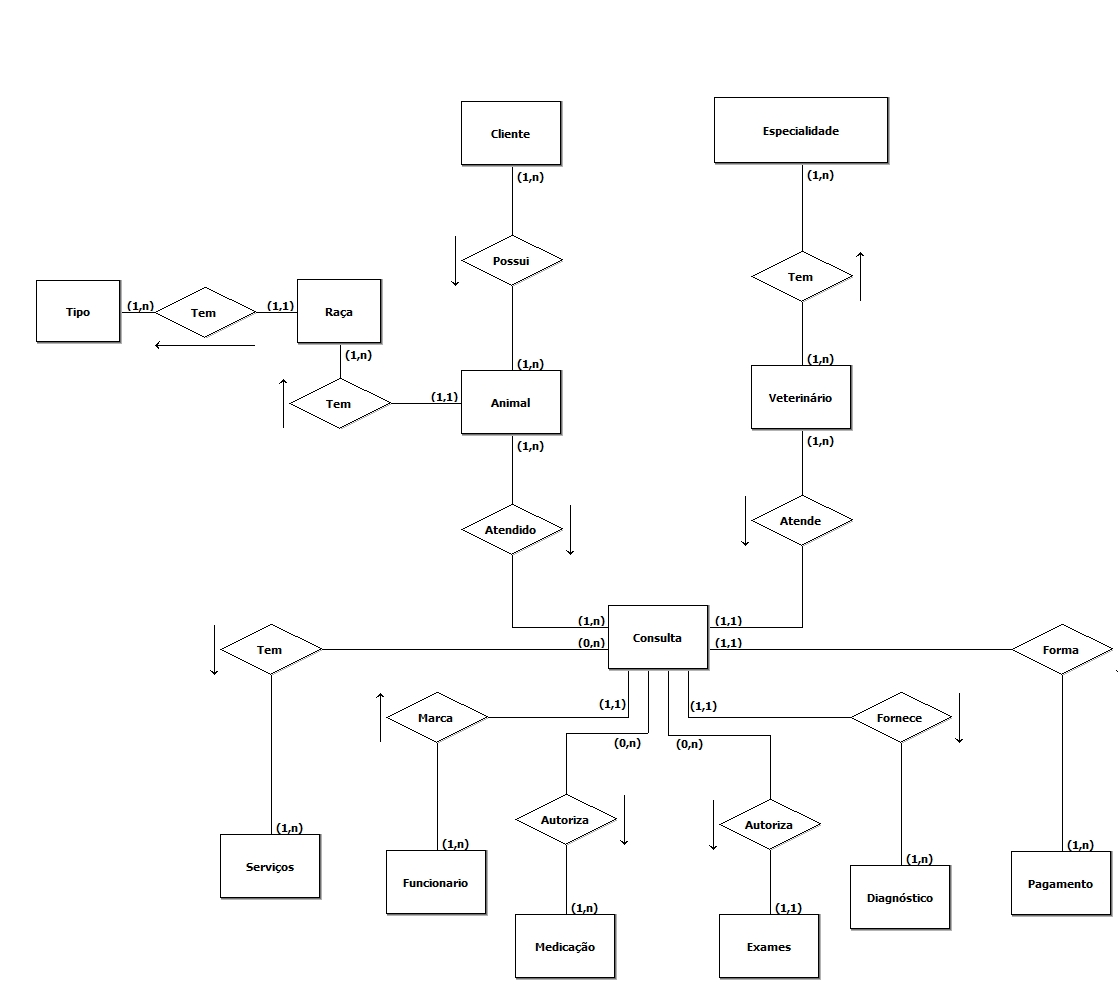 Cliente
Especialidade
(1,n)
(1,n)
Possui
Tem
Tipo
(1,n)
Tem
(1,1)
Raça
(1,n)
(1,n)
(1,n)
Tem
(1,1)
Animal
Veterinário
(1,n)
(1,n)
Atendido
Atende
(1,n)
Consulta
(1,1)
Tem
(0,n)
(1,1)
Forma
Marca
(1,1)
(1,1)
Fornece
(0,n)
(0,n)
Autoriza
Autoriza
(1,n)
Serviços
(1,n)
Funcionario
(1,n)
Pagamento
(1,n)
Diagnóstico
(1,n)
Medicação
(1,1)
Exames